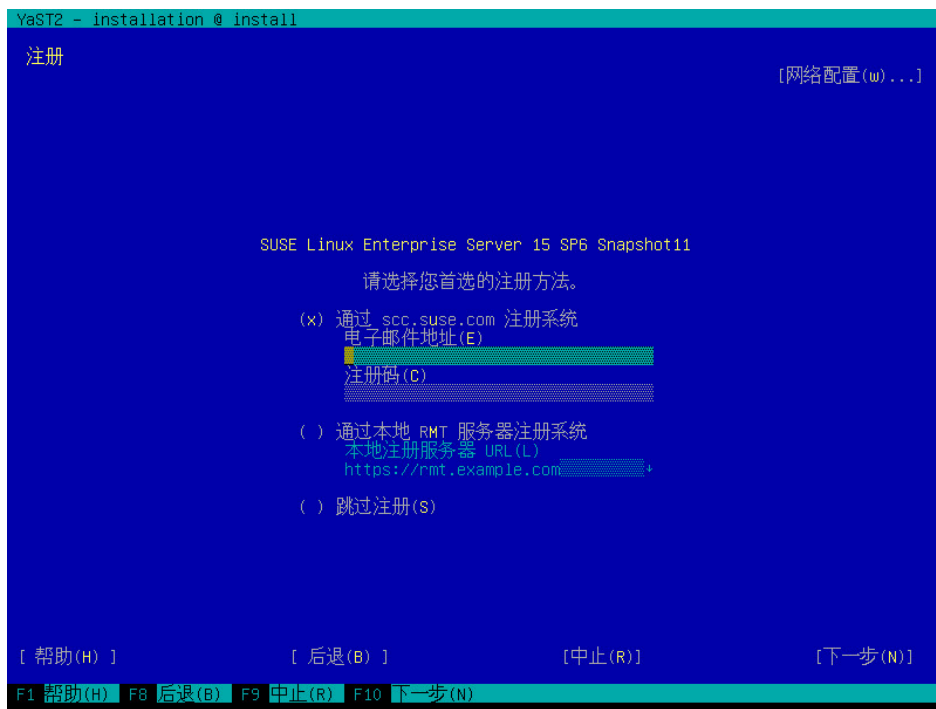 YaST2 - installation @ install
注册
[网络配置(w)...]
SUSE Linux Enterprise Server 15 SP6 Snapshot11
请选择您首选的注册方法。
(x) 通过 scc.suse.com 注册系统
电子邮件地址(E)
注册码(C)
( ) 通过本地 RMT 服务器注册系统
本地注册服务器 URL(L)
https://rmt.example.com
( ) 跳过注册(S)
[ 帮助(H) ] [ 后退(B) ] [中止(R)] [下一步(N)]
F1 帮助(H) F8 后退(B) F9 中止(R) F10 下一步(N)